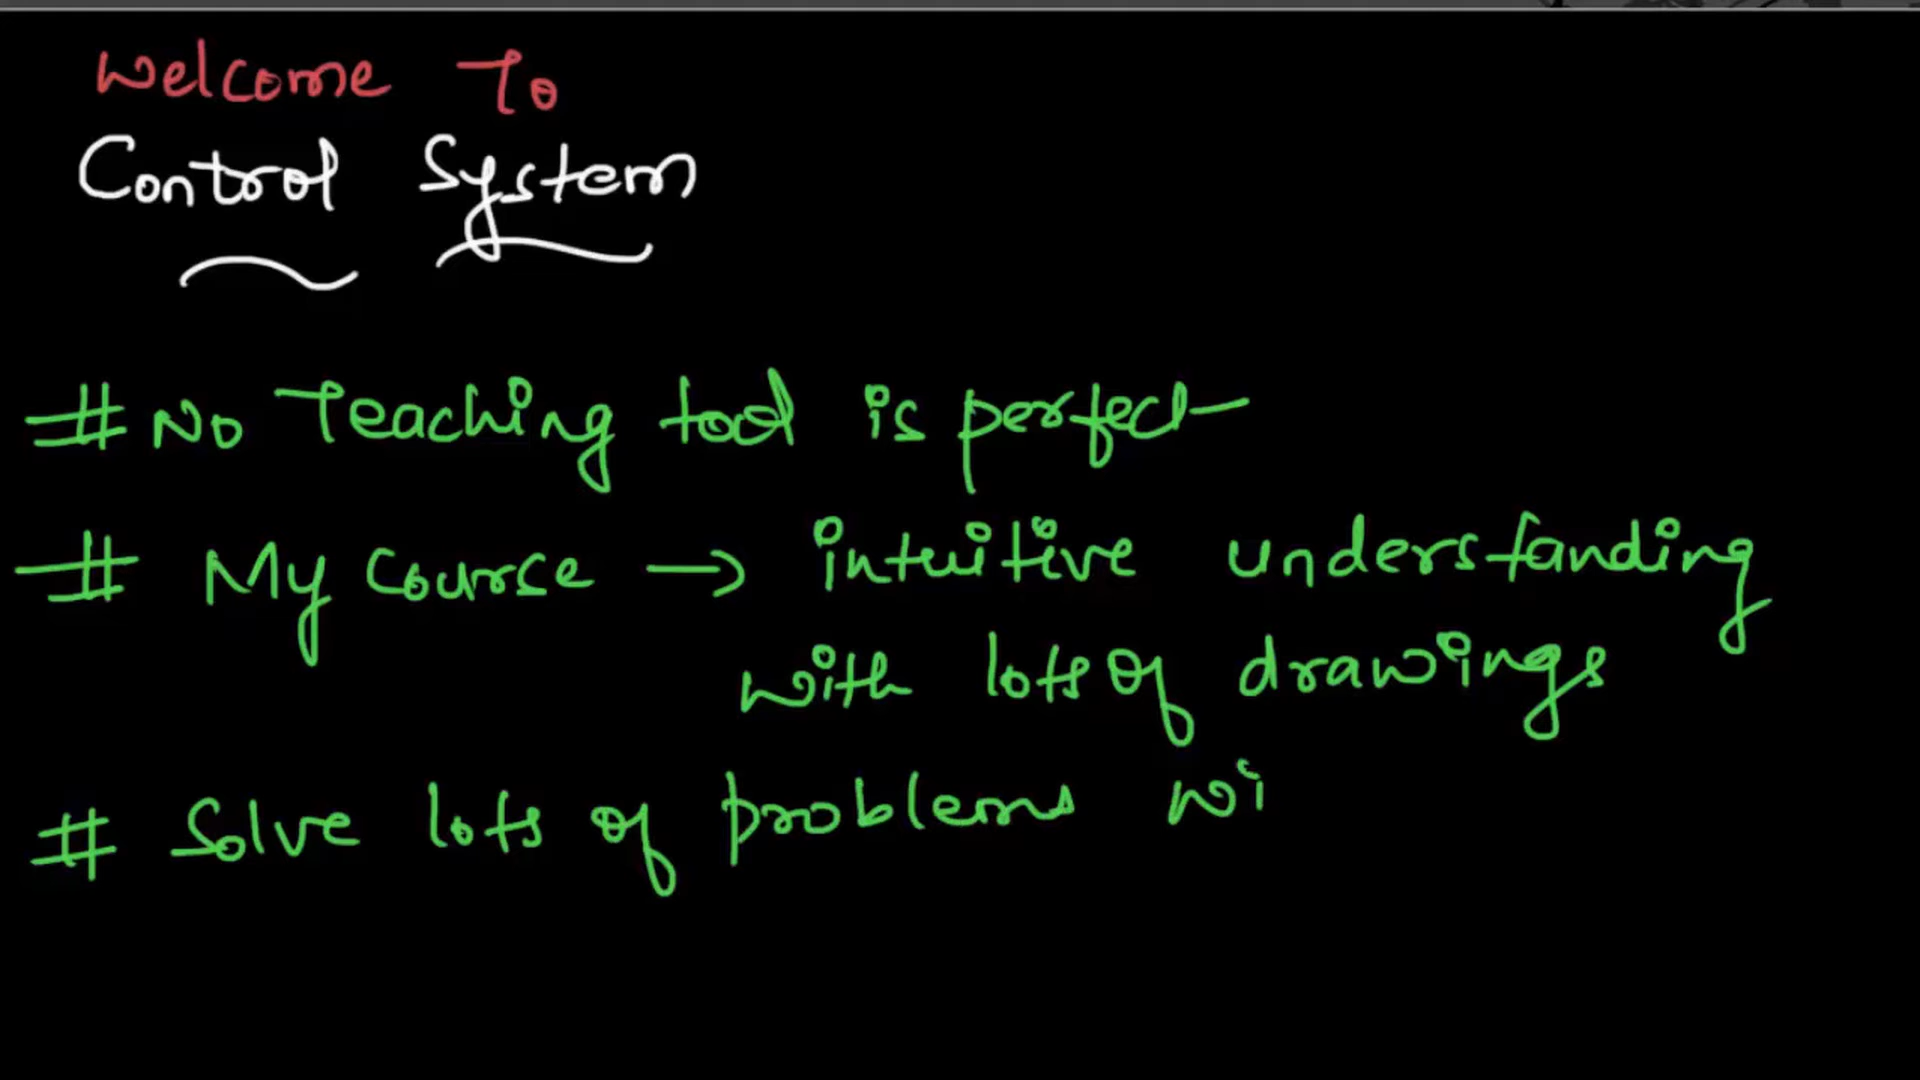 Welcome To
Control System
# No Teaching tool is perfect
# My course → intuitive understanding
with lots of drawings
# Solve lots of problems wi